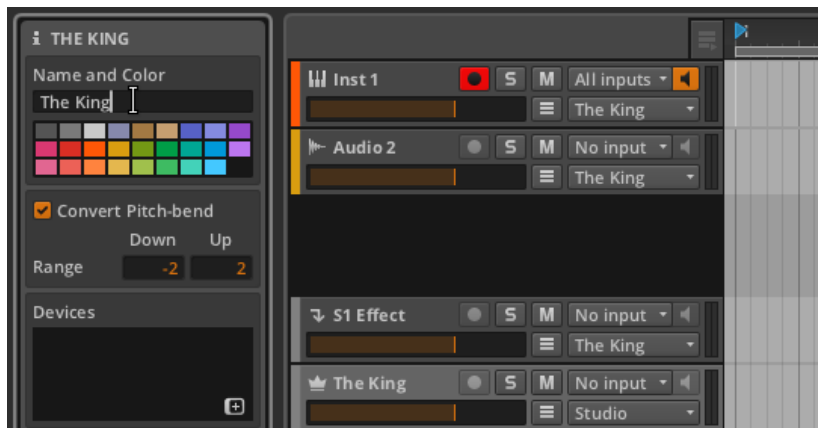 i THE KING
Name and Color
The King
Convert Pitch-bend
Down Up
Range -2 2
Devices
Inst 1 S M All inputs
The King
Audio 2 S M No input
The King
S1 Effect S M No input
The King
The King S M No input
Studio